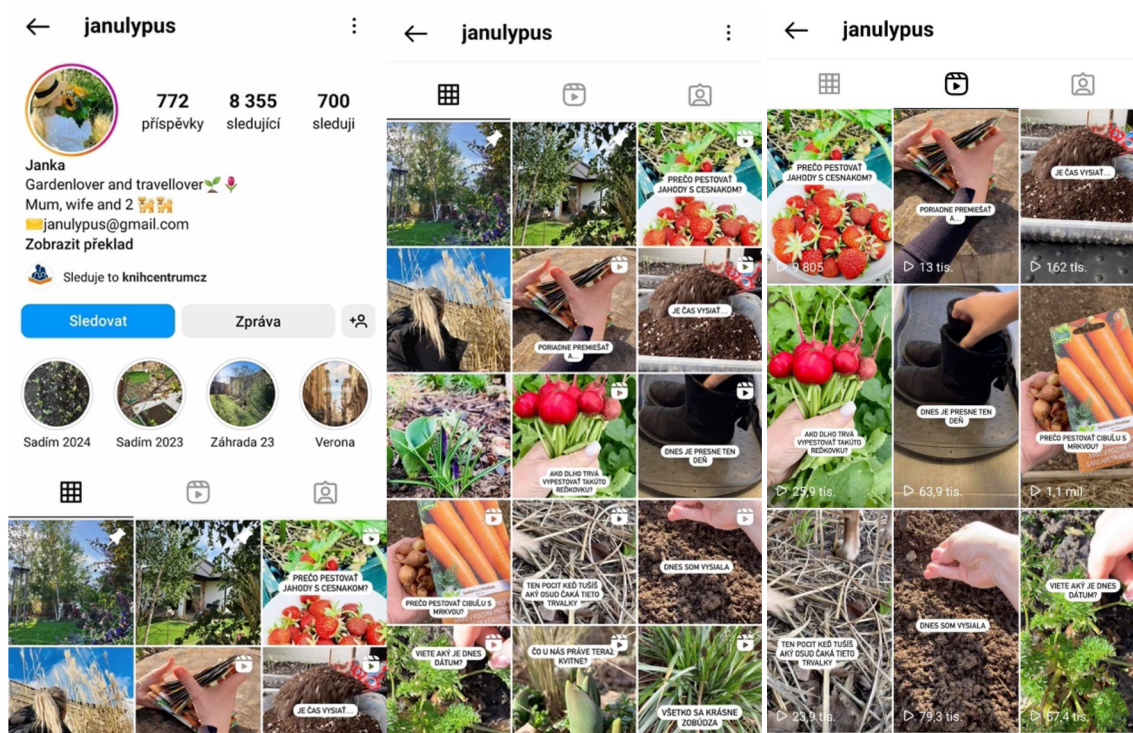 janulypus
772
8 355
700
příspěvky
sledující
sleduji
Janka
Gardenlover and travellover
Mum, wife and 2
janulypus@gmail.com
Zobrazit překlad
Sleduje to knihcentrumcz
Sledovat
Zpráva
Sadím 2024
Sadím 2023
Záhrada 23
Verona
PREČO PESTOVAŤ
JAHODY S CESNAKOM?
JE ČAS VYSIAŤ...
janulypus
PREČO PESTOVAŤ
JAHODY S CESNAKOM?
PORIADNE PREMIEŠAŤ
A...
JE ČAS VYSIAŤ...
AKO DLHO TRVÁ
VYPESTOVAŤ TAKÚTO
REĎKOVKU?
DNES JE PRESNE TEN
DEŇ
PREČO PESTOVAŤ CIBUĽU S
MRKVOU?
TEN POCIT KEĎ TUŠÍŠ
AKÝ OSUD ČAKÁ TIETO
TRVALKY
DNES SOM VYSIALA
VIETE AKÝ JE DNES
DÁTUM?
ČO U NÁS PRÁVE TERAZ
KVITNE?
VŠETKO SA KRÁSNE
ZOBÚDZA
janulypus
PREČO PESTOVAŤ
JAHODY S CESNAKOM?
9 805
PORIADNE PREMIEŠAŤ
A...
13 tis.
JE ČAS VYSIAŤ...
162 tis.
AKO DLHO TRVÁ
VYPESTOVAŤ TAKÚTO
REĎKOVKU?
25,9 tis.
DNES JE PRESNE TEN
DEŇ
63,9 tis.
PREČO PESTOVAŤ CIBUĽU S
MRKVOU?
1,1 mil.
TEN POCIT KEĎ TUŠÍŠ
AKÝ OSUD ČAKÁ TIETO
TRVALKY
23,9 tis.
DNES SOM VYSIALA
79,3 tis.
VIETE AKÝ JE DNES
DÁTUM?
57,4 tis.